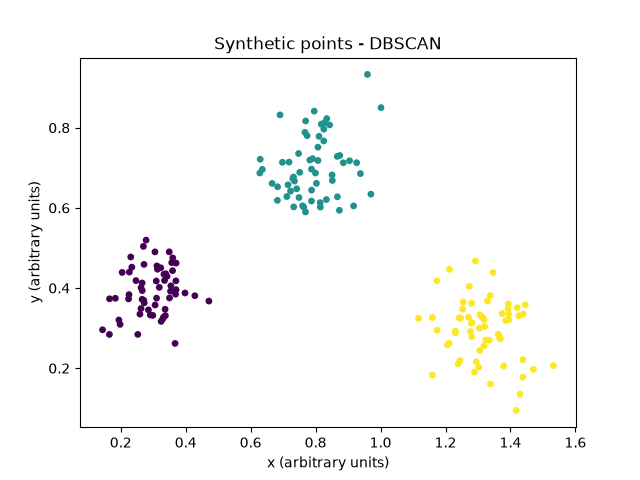 Synthetic points - DBSCAN
0.8
0.6
0.4
0.2
y (arbitrary units)
0.2 0.4 0.6 0.8 1.0 1.2 1.4 1.6
x (arbitrary units)